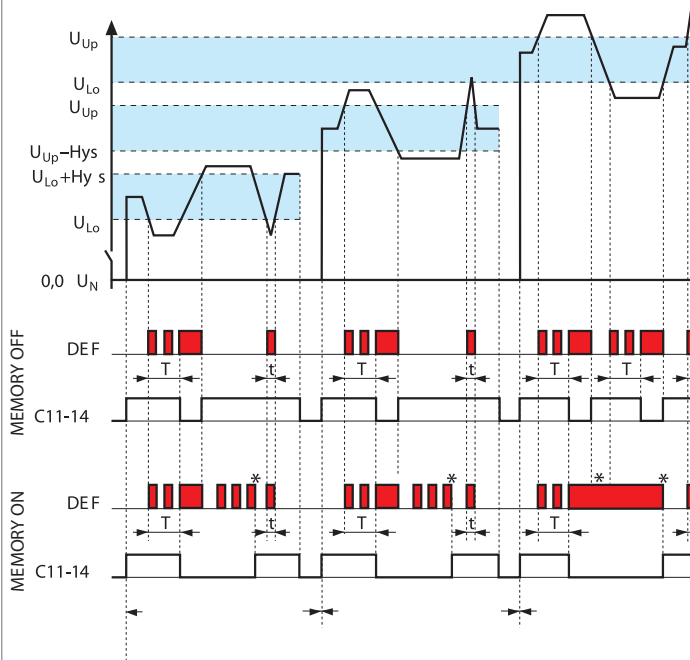 U_Up
U_Lo
U_Up
U_Up–Hys
U_Lo+Hy s
U_Lo
0,0 U_N
MEMORY OFF
DEF
T t T t T T
C11-14
MEMORY ON
* * * *
DEF
T t T t T
C11-14